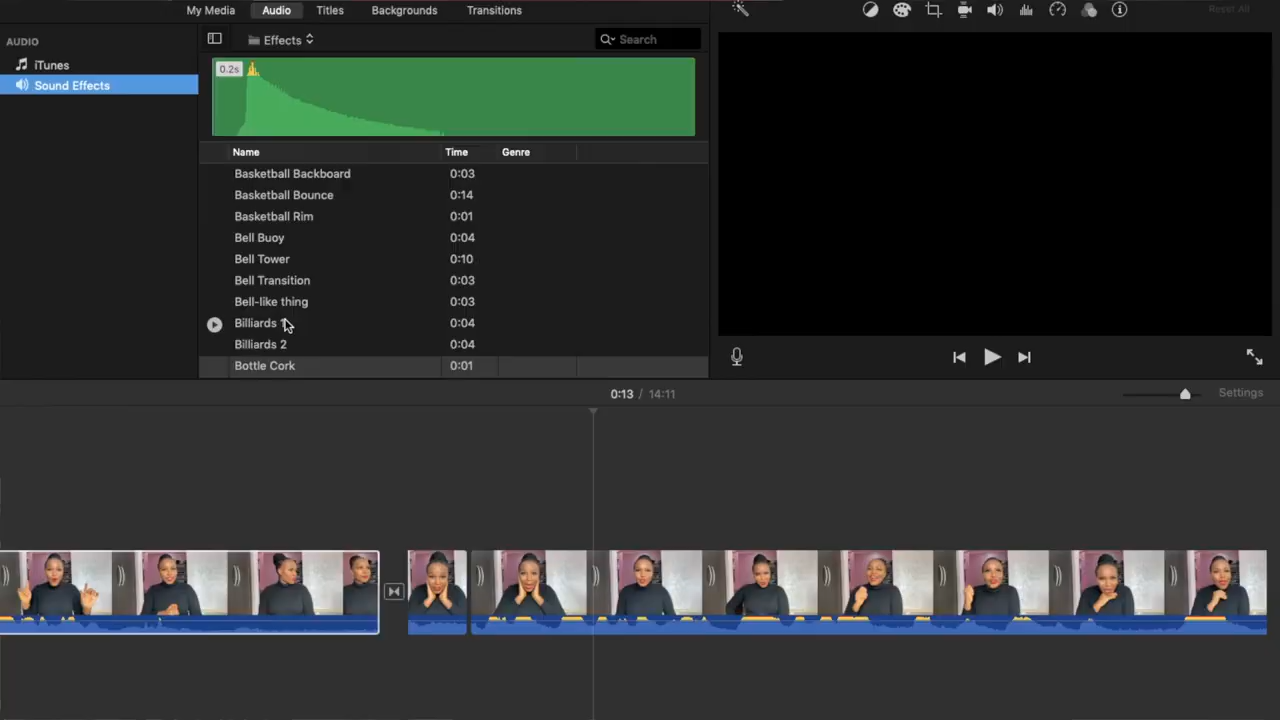 My Media Audio Titles Backgrounds Transitions
Reset All
AUDIO
iTunes
Sound Effects
Effects
Search
0.2s
Name Time Genre
Basketball Backboard 0:03
Basketball Bounce 0:14
Basketball Rim 0:01
Bell Buoy 0:04
Bell Tower 0:10
Bell Transition 0:03
Bell-like thing 0:03
Billiards 1 0:04
Billiards 2 0:04
Bottle Cork 0:01
0:13 / 14:11
Settings